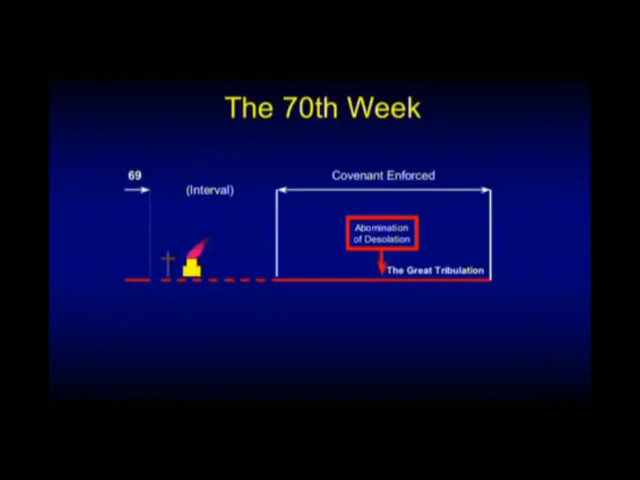 The 70th Week
69
(Interval)
Covenant Enforced
Abomination
of Desolation
The Great Tribulation